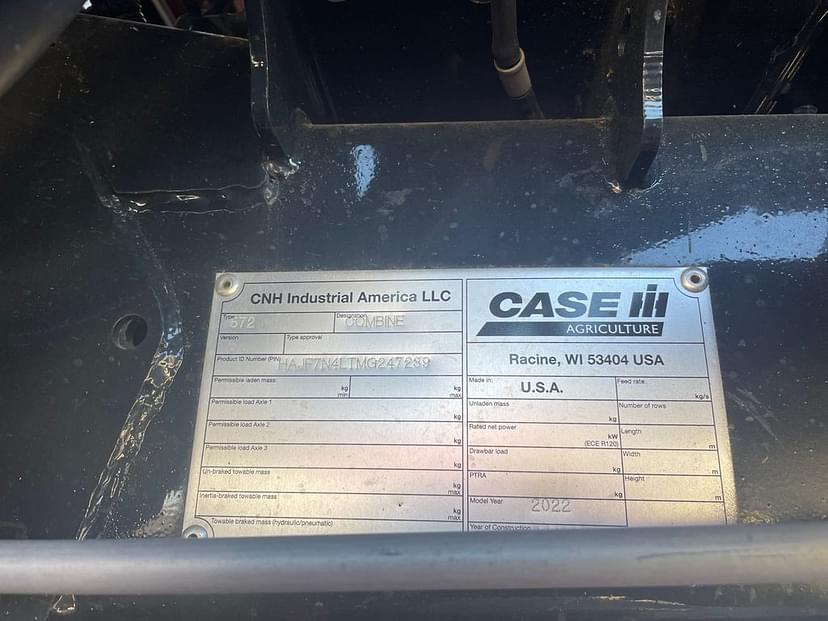 CNH Industrial America LLC
Type
672
Designation
COMBINE
Version
Type approval
Product ID Number (PIN)
HAJF7N4LTMG247289
Permissible laden mass
kg
min
kg
max
Permissible load Axle 1
kg
Permissible load Axle 2
kg
Permissible load Axle 3
kg
Un-braked towable mass
kg
max
Inertia-braked towable mass
kg
max
Towable braked mass (hydraulic/pneumatic)
CASE IH
AGRICULTURE
Racine, WI 53404 USA
Made in:
U.S.A.
Feed rate
kg/s
Unladen mass
kg
Number of rows
Rated net power
kW
(ECE R120)
Length
m
Drawbar load
kg
Width
m
PTRA
kg
Height
m
Model Year
2022
Year of Construction